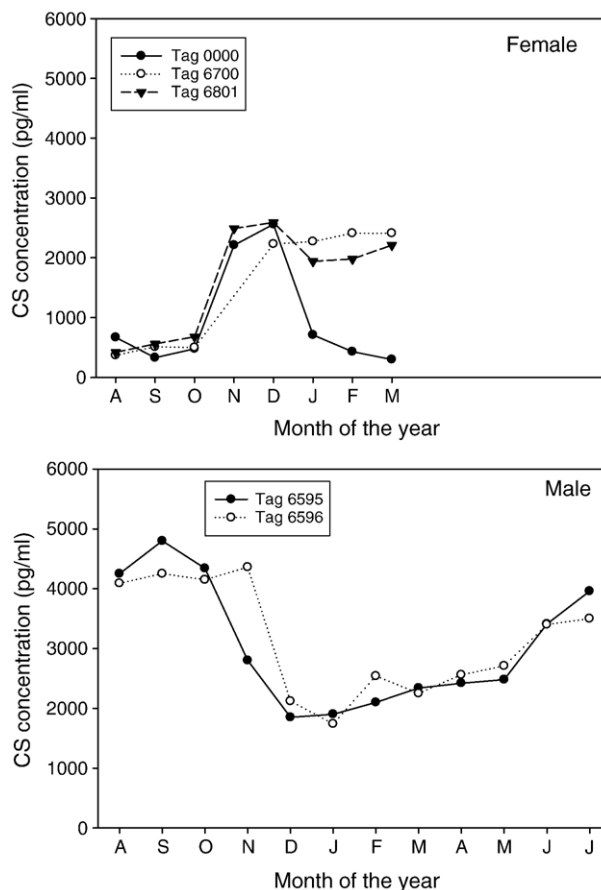 6000
Female
Tag 0000
Tag 6700
Tag 6801
5000
4000
3000
2000
1000
0
CS concentration (pg/ml)
A S O N D J F M
Month of the year
6000
Male
Tag 6595
Tag 6596
5000
4000
3000
2000
1000
0
CS concentration (pg/ml)
A S O N D J F M A M J J
Month of the year